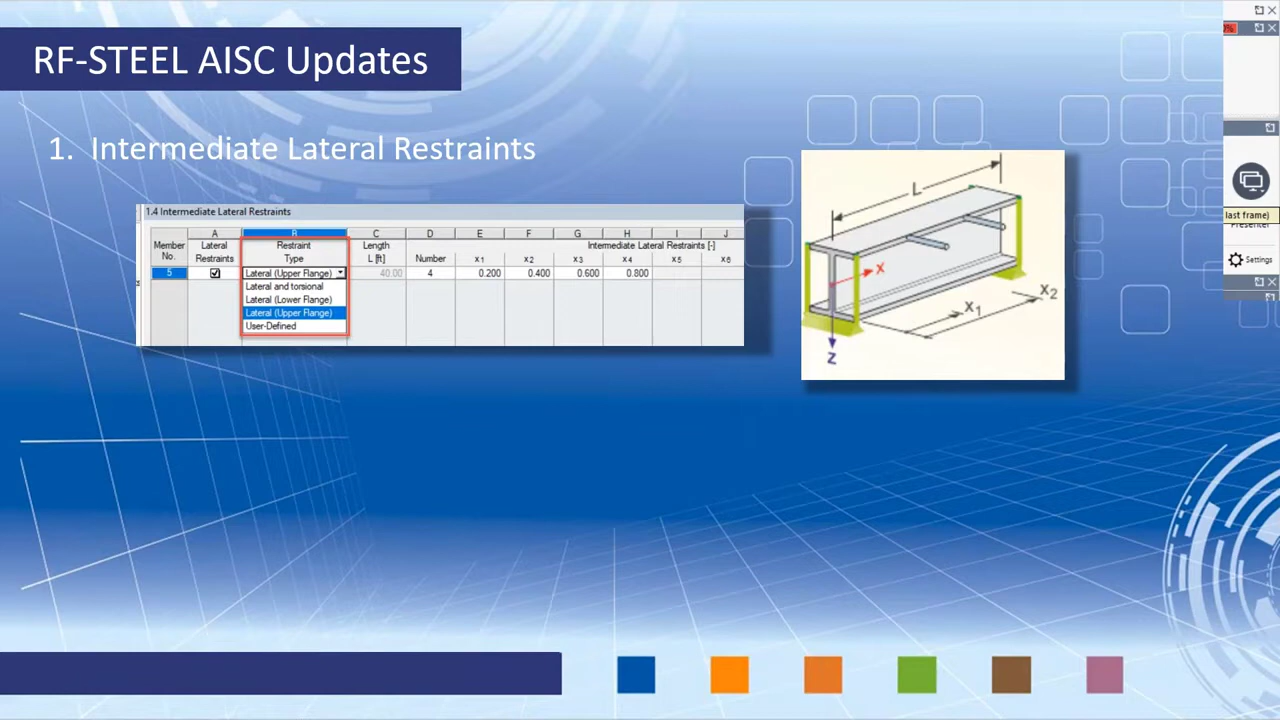 RF-STEEL AISC Updates
1. Intermediate Lateral Restraints
1.4 Intermediate Lateral Restraints
A B C D E F G H I J
Member Lateral Restraint Length Intermediate Lateral Restraints [-]
No. Restraints Type L [ft] Number x1 x2 x3 x4 x5 x6
5 Lateral (Upper Flange) 40.00 4 0.200 0.400 0.600 0.800
Lateral and torsional
Lateral (Lower Flange)
Lateral (Upper Flange)
User-Defined
L
x
x1
x2
z
last frame)
Settings